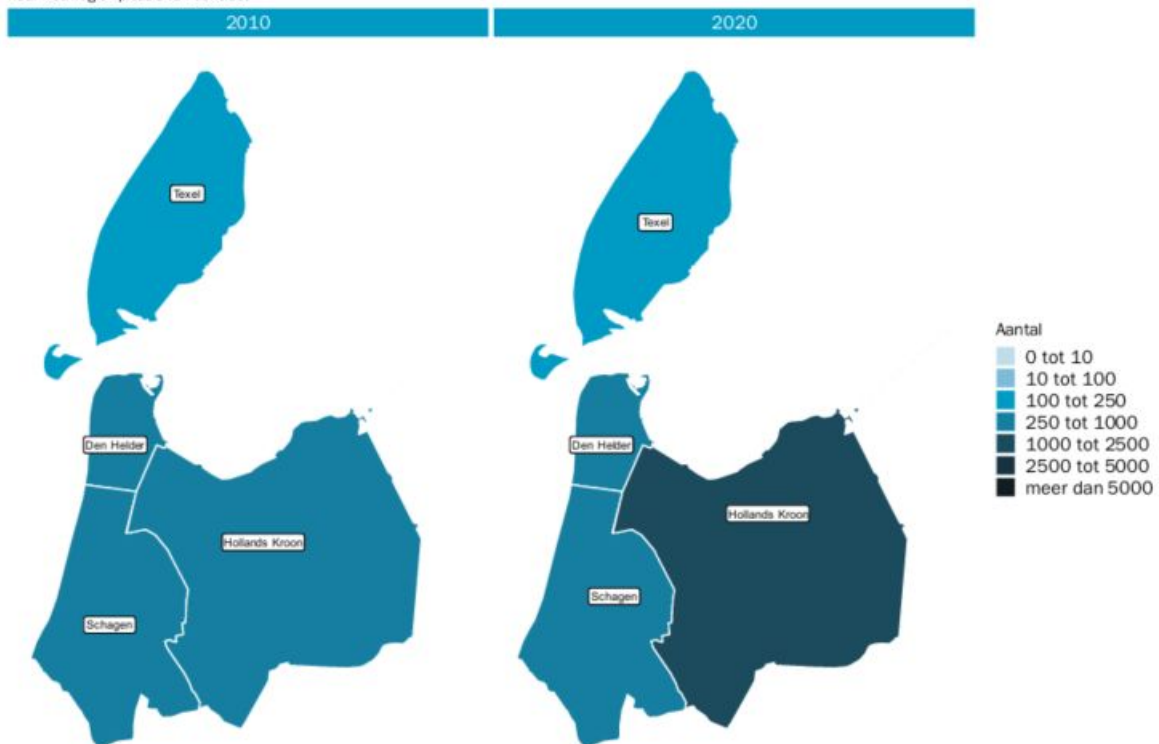 2010
2020
Texel
Texel
Den Helder
Den Helder
Hollands Kroon
Hollands Kroon
Schagen
Schagen
Aantal
0 tot 10
10 tot 100
100 tot 250
250 tot 1000
1000 tot 2500
2500 tot 5000
meer dan 5000